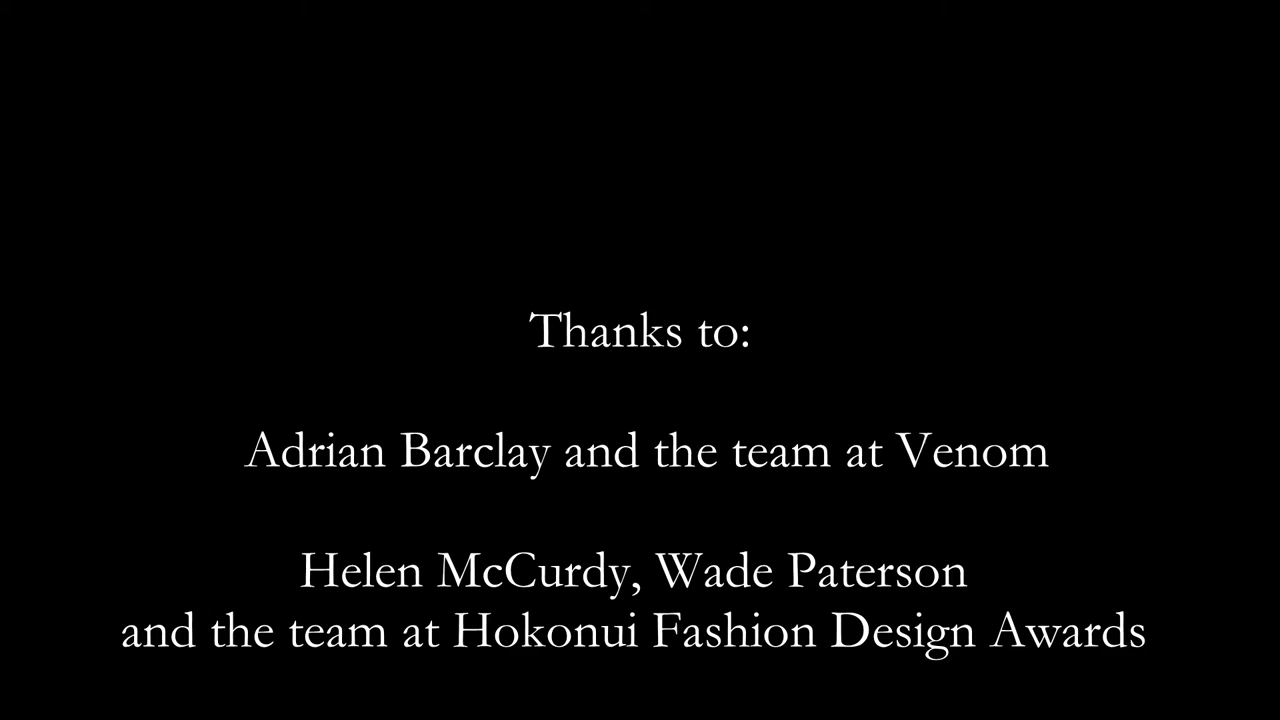 Thanks to:
Adrian Barclay and the team at Venom
Helen McCurdy, Wade Paterson
and the team at Hokonui Fashion Design Awards